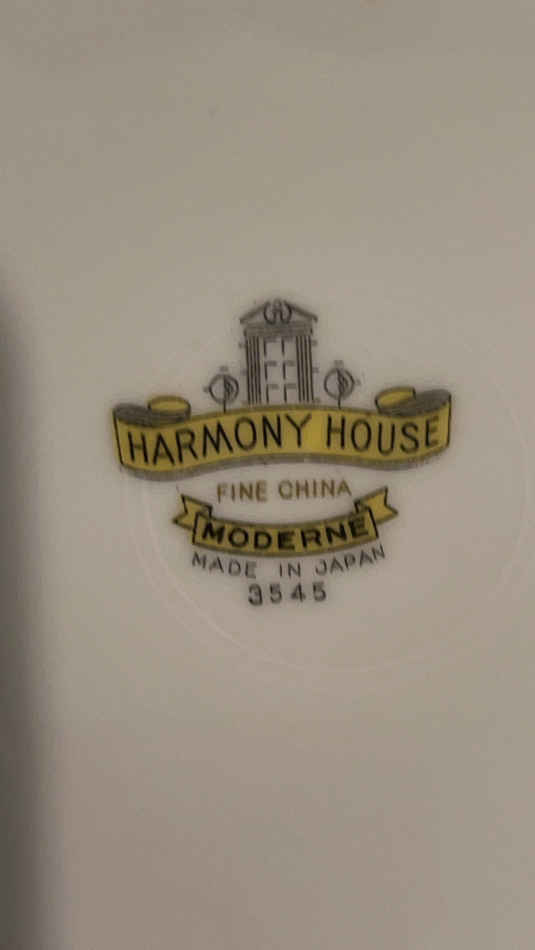 HARMONY HOUSE
FINE CHINA
MODERNE
MADE IN JAPAN
3545